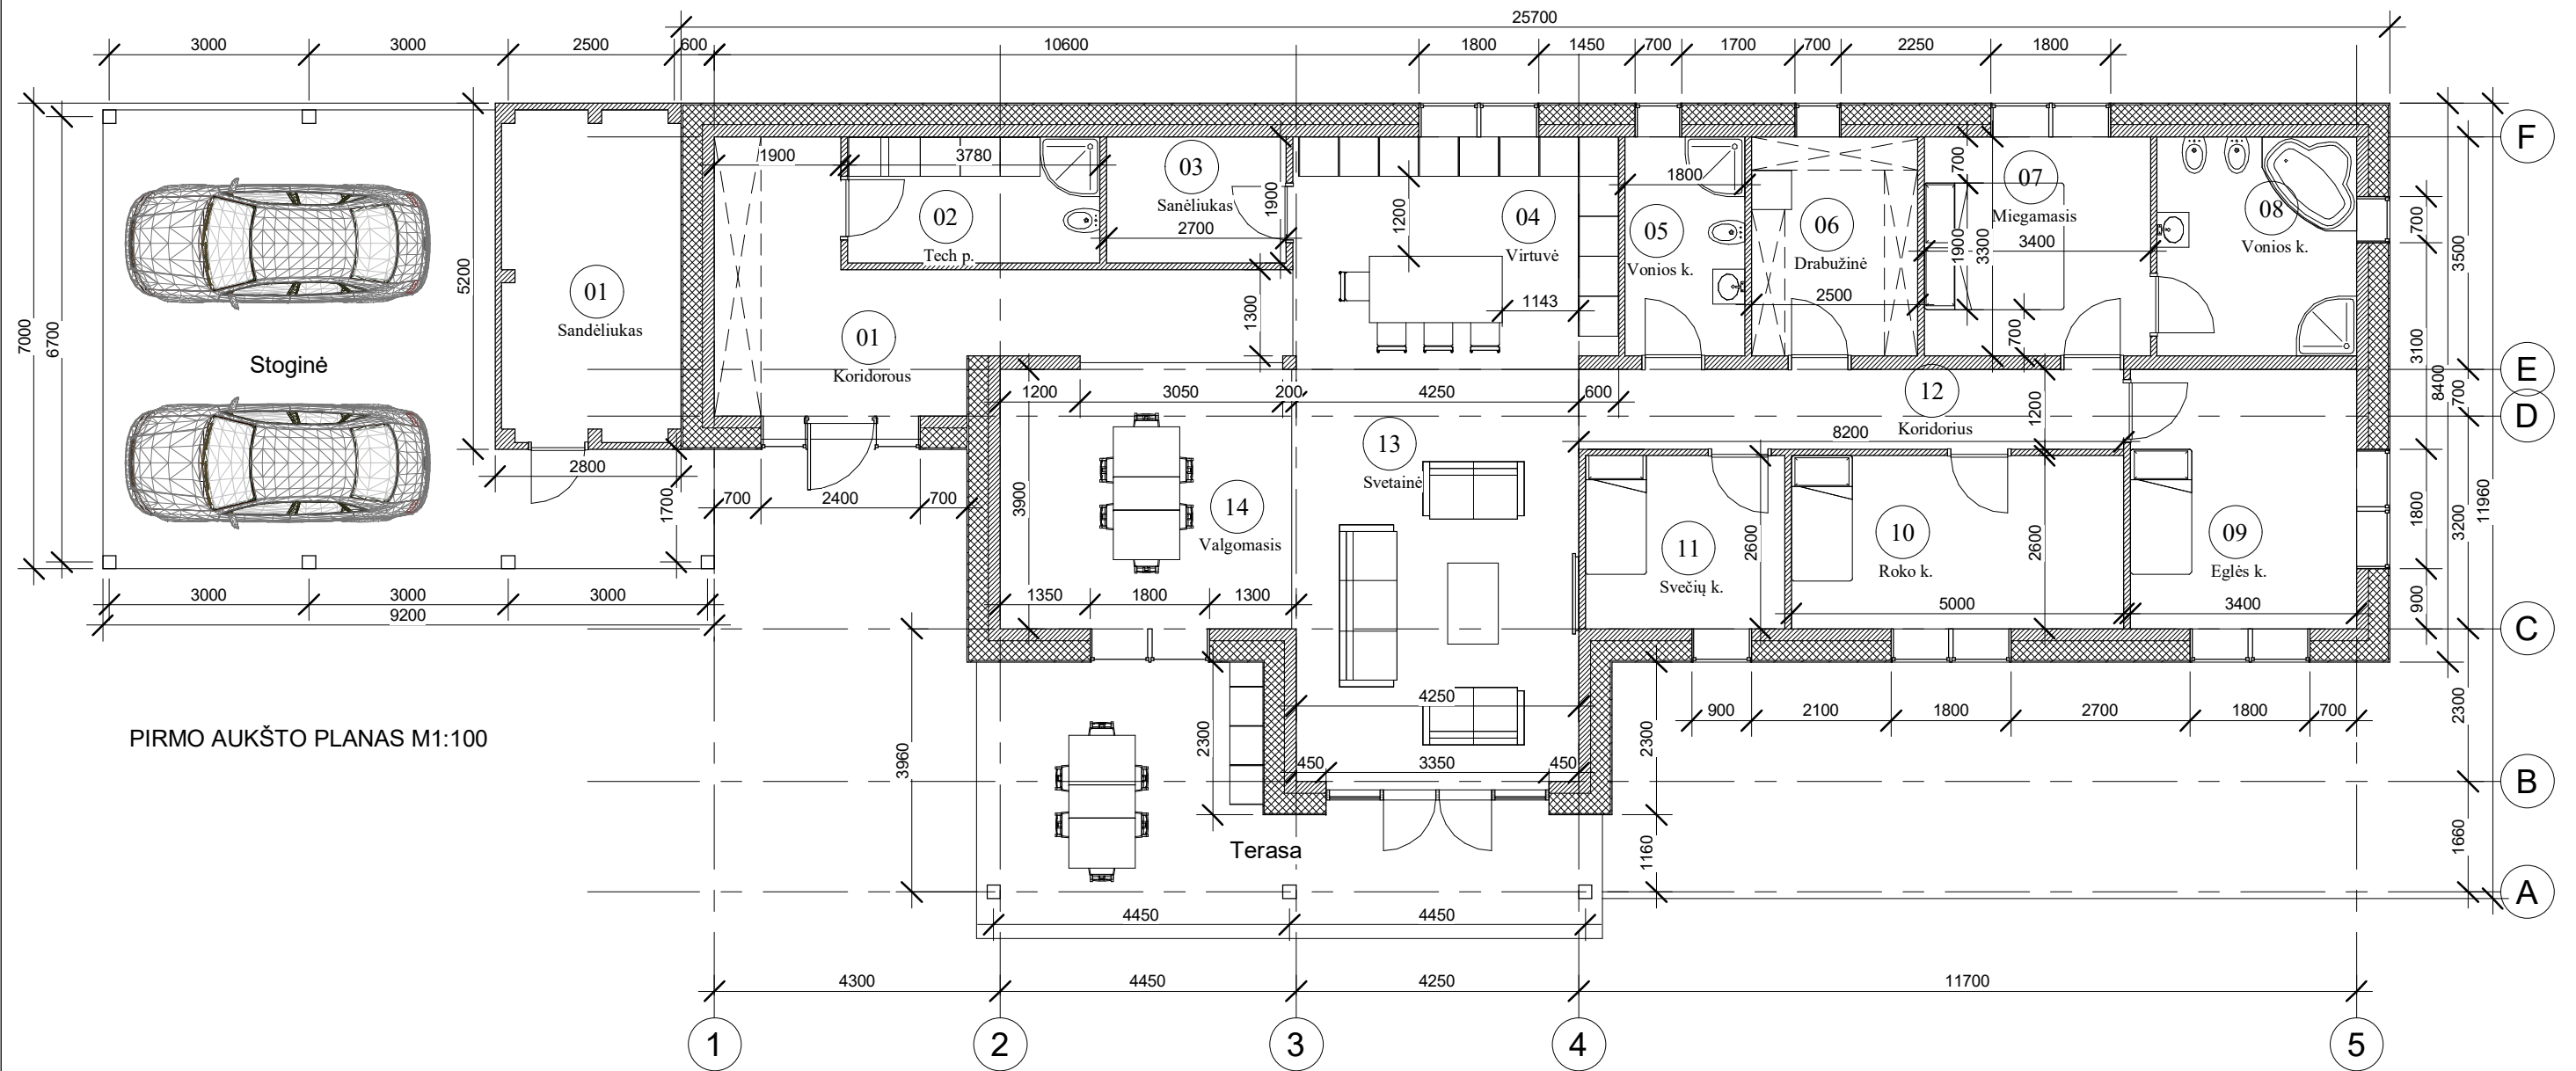 25700
3000 3000 2500 600 10600 1800 1450 700 1700 700 2250 1800
F
1900 3780 03 700 07
Sanėliukas 1900 1800
02 2700 1200 04 05 06 Miegamasis 08
Tech p. Virtuvė Vonios k. Drabužinė 1900 3300 3400 Vonios k. 700 3500
5200
01 1143 2500
Sandėliukas 1300 700
7000 6700 01 3100
Stoginė Koridorous 8400 E
1200 3050 200 4250 600 12 1200 700
13 8200 Koridorius D
2800 Svetainė
1700 700 2400 700 3900 14 11960
Valgomasis 2600 10 2600 09 1800 3200
11 Roko k. Eglės k.
Svečių k.
3000 3000 3000 1350 1800 1300 5000 3400 900
9200 C
4250
PIRMO AUKŠTO PLANAS M1:100
3960 2300 2300 900 2100 1800 2700 1800 700 2300
450 3350 450
B
Terasa 1160 1660
A
4450 4450
4300 4450 4250 11700
1 2 3 4 5